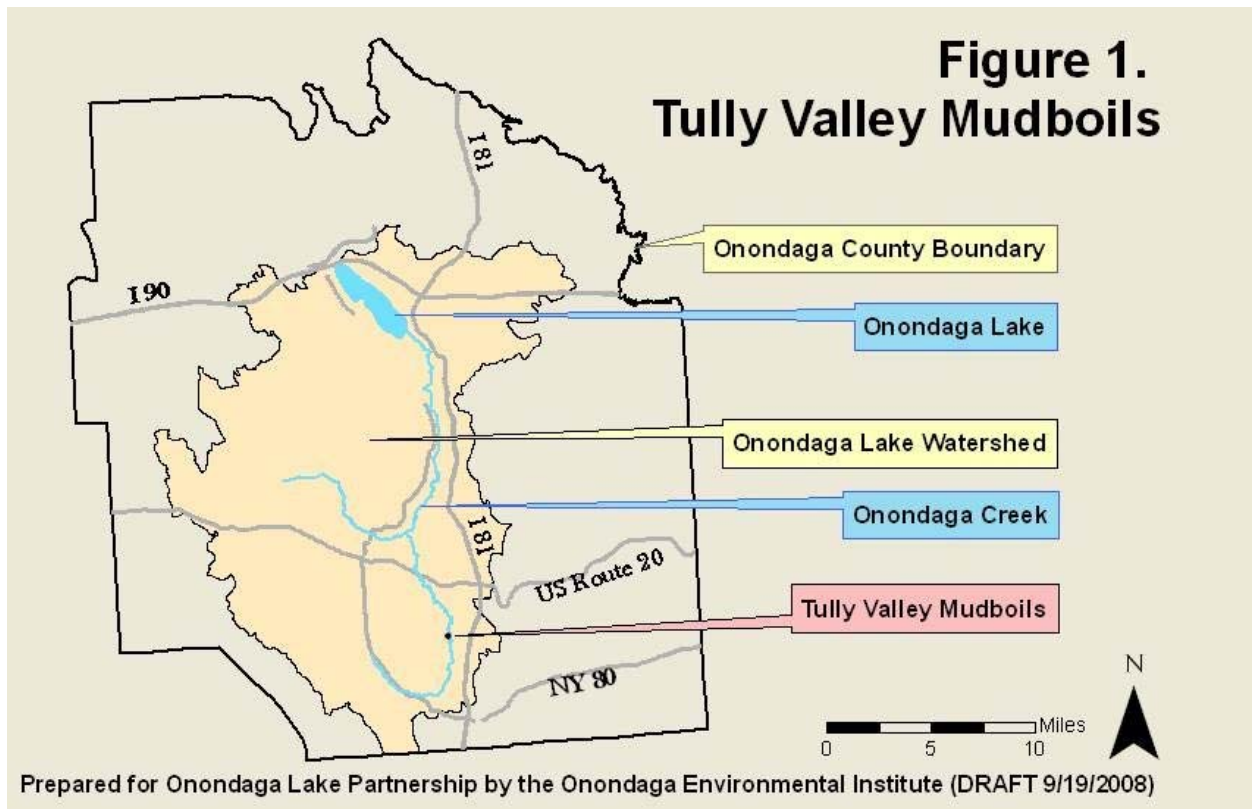 Figure 1.
Tully Valley Mudboils
I 81
Onondaga County Boundary
I 90
Onondaga Lake
Onondaga Lake Watershed
Onondaga Creek
I 81
US Route 20
Tully Valley Mudboils
NY 80
N
Miles
0 5 10
Prepared for Onondaga Lake Partnership by the Onondaga Environmental Institute (DRAFT 9/19/2008)